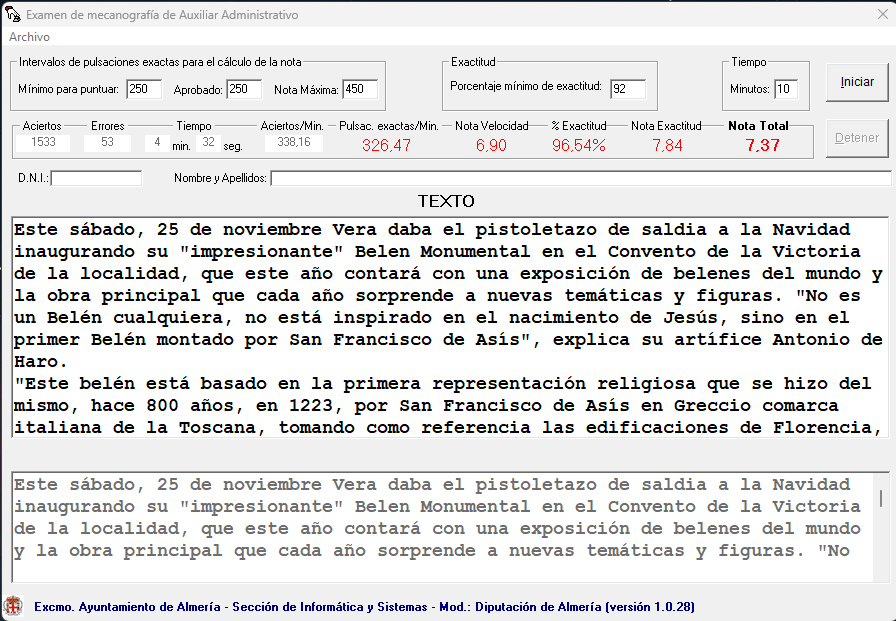 Examen de mecanografía de Auxiliar Administrativo
Archivo
Intervalos de pulsaciones exactas para el cálculo de la nota
Mínimo para puntuar: 250 Aprobado: 250 Nota Máxima: 450
Exactitud
Porcentaje mínimo de exactitud: 92
Tiempo
Minutos: 10
Iniciar
Aciertos Errores Tiempo Aciertos/Min. Pulsac. exactas/Min. Nota Velocidad % Exactitud Nota Exactitud Nota Total
1533 53 4 min. 32 seg. 338,16 326,47 6,90 96,54% 7,84 7,37
Detener
D.N.I.: Nombre y Apellidos:
TEXTO
Este sábado, 25 de noviembre Vera daba el pistoletazo de saldia a la Navidad
inaugurando su "impresionante" Belen Monumental en el Convento de la Victoria
de la localidad, que este año contará con una exposición de belenes del mundo y
la obra principal que cada año sorprende a nuevas temáticas y figuras. "No es
un Belén cualquiera, no está inspirado en el nacimiento de Jesús, sino en el
primer Belén montado por San Francisco de Asís", explica su artífice Antonio de
Haro.
"Este belén está basado en la primera representación religiosa que se hizo del
mismo, hace 800 años, en 1223, por San Francisco de Asís en Greccio comarca
italiana de la Toscana, tomando como referencia las edificaciones de Florencia,
Este sábado, 25 de noviembre Vera daba el pistoletazo de saldia a la Navidad
inaugurando su "impresionante" Belen Monumental en el Convento de la Victoria
de la localidad, que este año contará con una exposición de belenes del mundo
y la obra principal que cada año sorprende a nuevas temáticas y figuras. "No
Excmo. Ayuntamiento de Almería - Sección de Informática y Sistemas - Mod.: Diputación de Almería (versión 1.0.28)